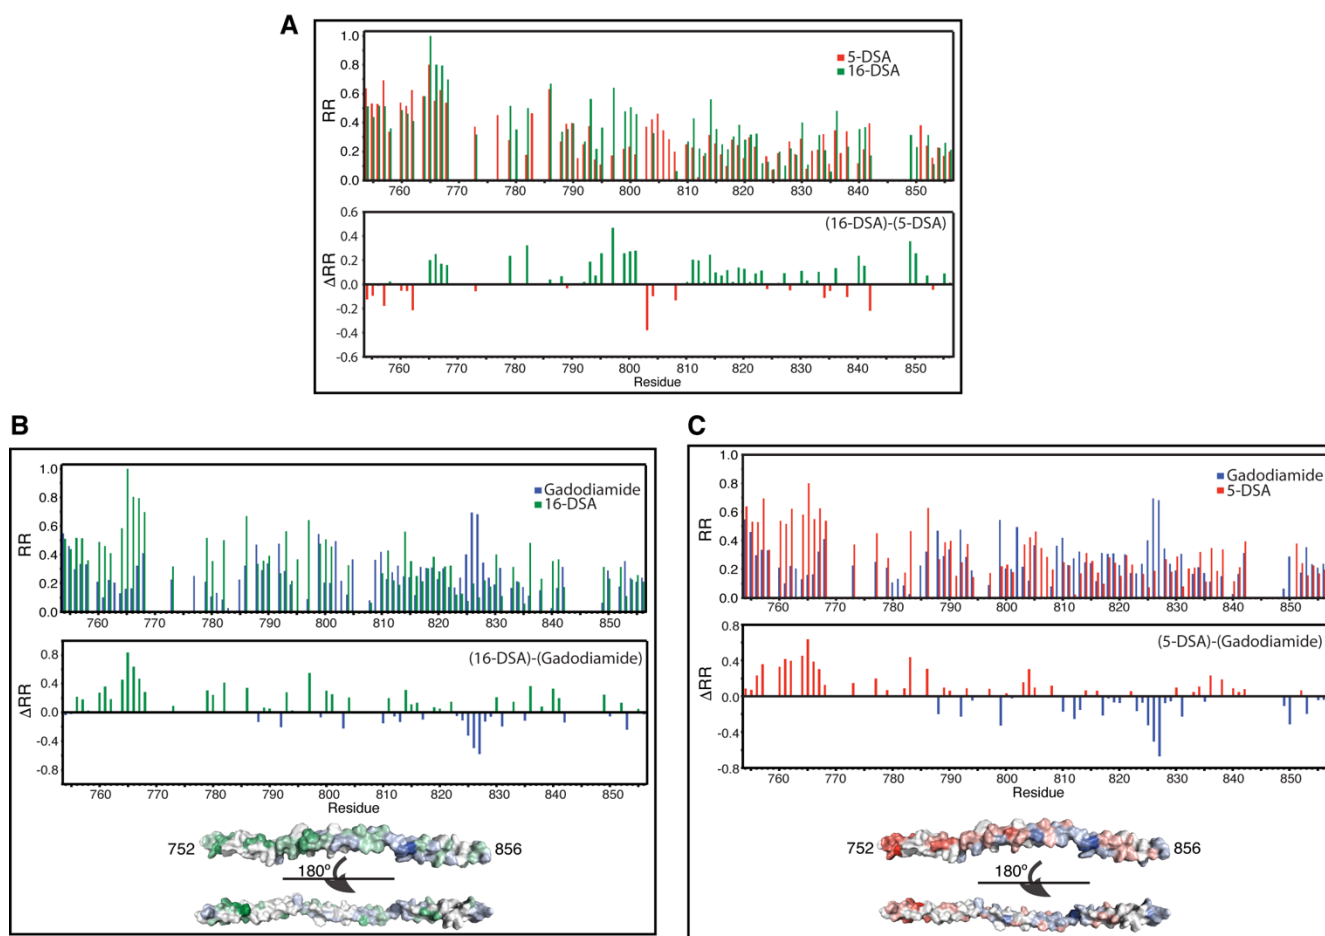 A
1.0
0.8
0.6
0.4
0.2
0.0
RR
5-DSA
16-DSA
760 770 780 790 800 810 820 830 840 850
0.6
0.4
0.2
0.0
-0.2
-0.4
-0.6
ΔRR
(16-DSA)-(5-DSA)
760 770 780 790 800 810 820 830 840 850
Residue
B
1.0
0.8
0.6
0.4
0.2
0.0
RR
Gadodiamide
16-DSA
760 770 780 790 800 810 820 830 840 850
0.8
0.4
0.0
-0.4
-0.8
ΔRR
(16-DSA)-(Gadodiamide)
760 770 780 790 800 810 820 830 840 850
Residue
752 856
180º
C
1.0
0.8
0.6
0.4
0.2
0.0
RR
Gadodiamide
5-DSA
760 770 780 790 800 810 820 830 840 850
0.8
0.4
0.0
-0.4
-0.8
ΔRR
(5-DSA)-(Gadodiamide)
760 770 780 790 800 810 820 830 840 850
Residue
752 856
180º